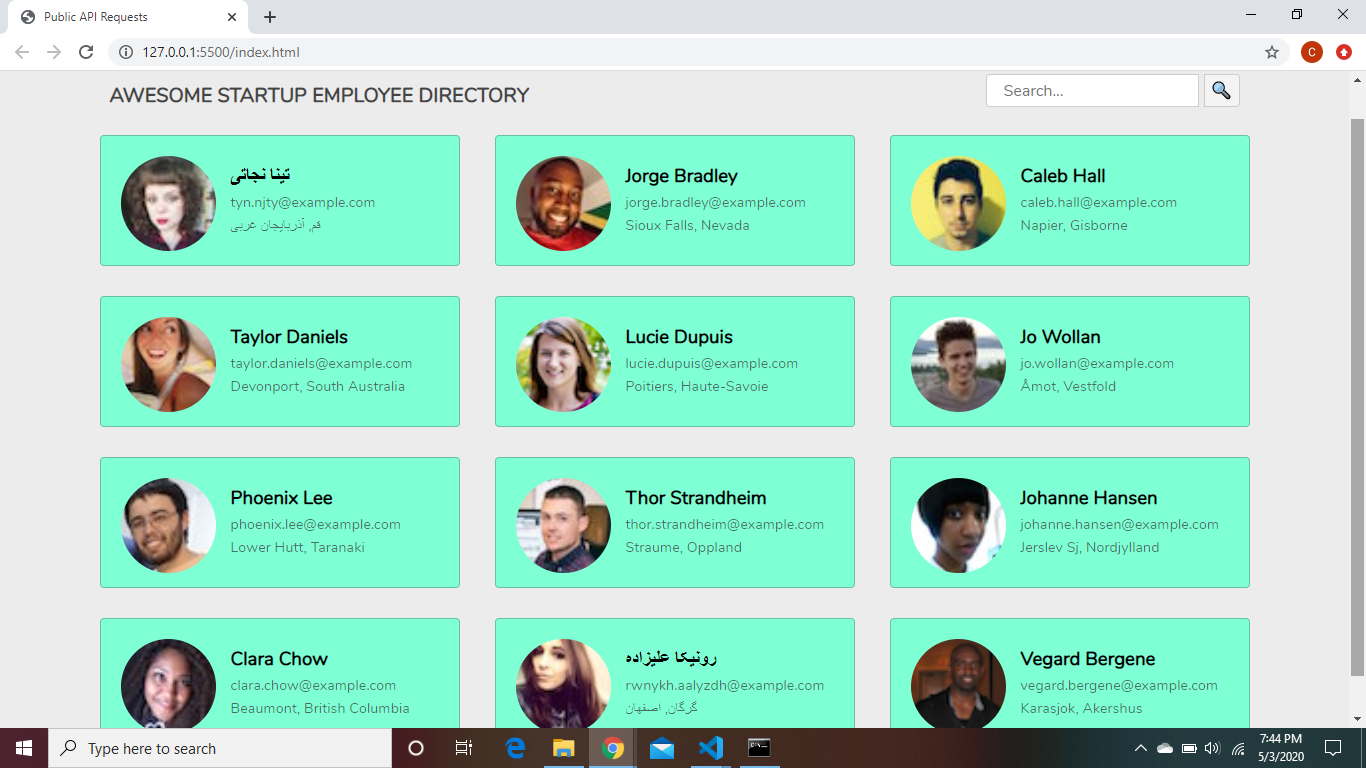 Public API Requests
127.0.0.1:5500/index.html
C
AWESOME STARTUP EMPLOYEE DIRECTORY
Search...
تینا نجاتی
tyn.njty@example.com
قم, آذربایجان غربی
Jorge Bradley
jorge.bradley@example.com
Sioux Falls, Nevada
Caleb Hall
caleb.hall@example.com
Napier, Gisborne
Taylor Daniels
taylor.daniels@example.com
Devonport, South Australia
Lucie Dupuis
lucie.dupuis@example.com
Poitiers, Haute-Savoie
Jo Wollan
jo.wollan@example.com
Åmot, Vestfold
Phoenix Lee
phoenix.lee@example.com
Lower Hutt, Taranaki
Thor Strandheim
thor.strandheim@example.com
Straume, Oppland
Johanne Hansen
johanne.hansen@example.com
Jerslev Sj, Nordjylland
Clara Chow
clara.chow@example.com
Beaumont, British Columbia
رونیکا علیزاده
rwnykh.aalyzdh@example.com
گرگان, اصفهان
Vegard Bergene
vegard.bergene@example.com
Karasjok, Akershus
Type here to search
7:44 PM
5/3/2020